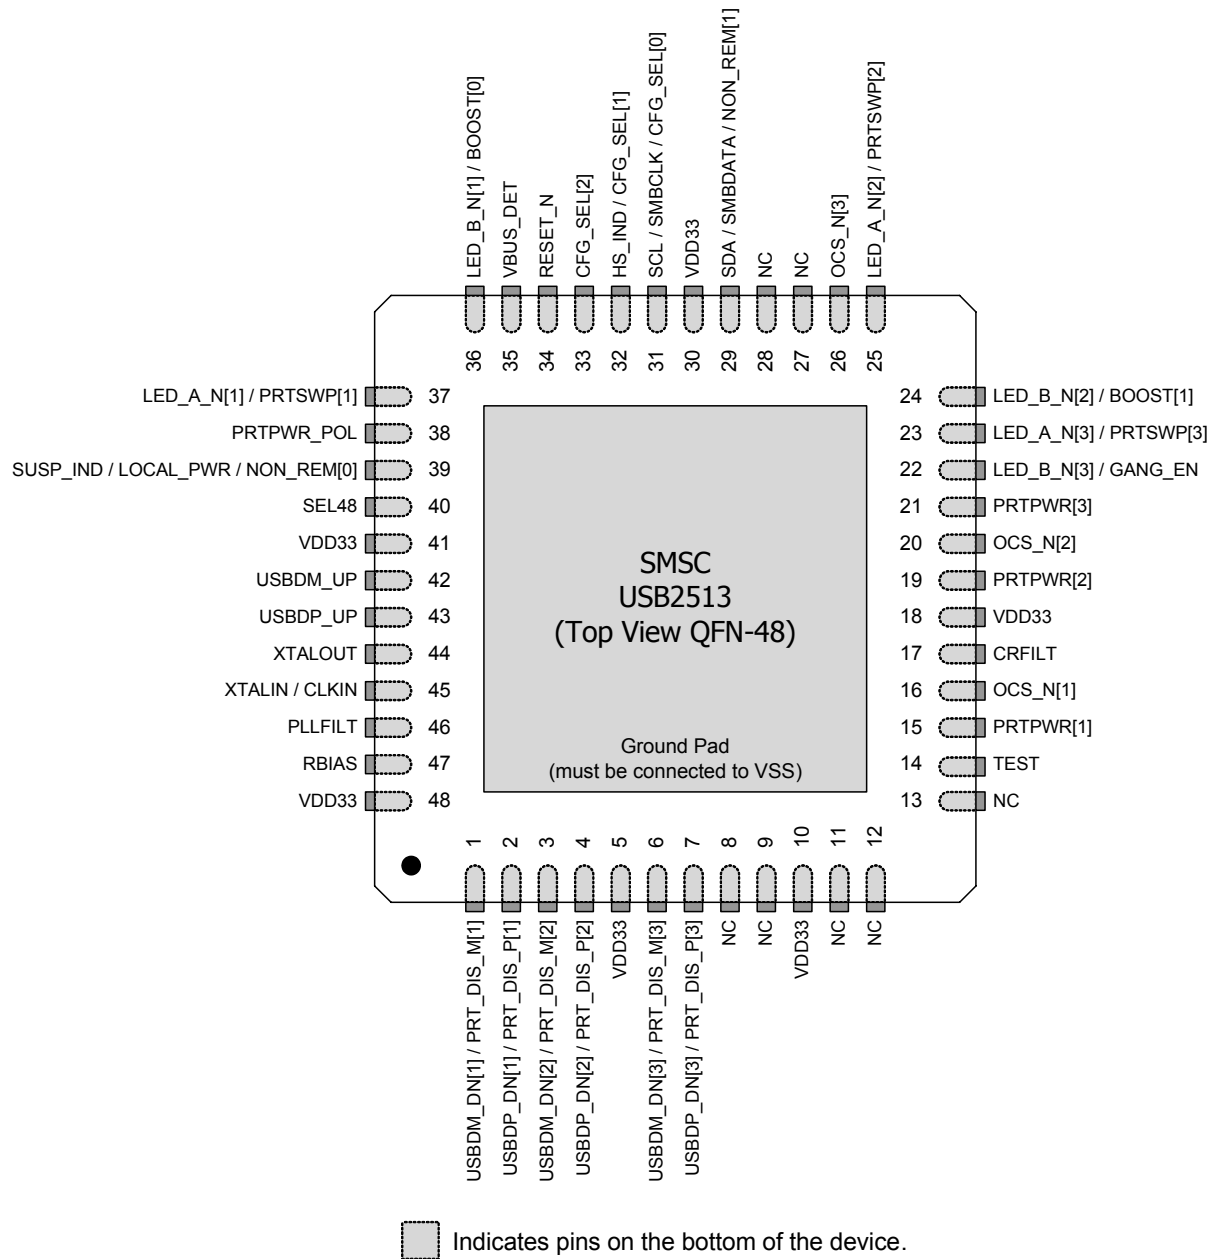 LED_B_N[1] / BOOST[0]
VBUS_DET
RESET_N
CFG_SEL[2]
HS_IND / CFG_SEL[1]
SCL / SMBCLK / CFG_SEL[0]
VDD33
SDA / SMBDATA / NON_REM[1]
NC
NC
OCS_N[3]
LED_A_N[2] / PRTSWP[2]
36
35
34
33
32
31
30
29
28
27
26
25
LED_A_N[1] / PRTSWP[1] 37
PRTPWR_POL 38
SUSP_IND / LOCAL_PWR / NON_REM[0] 39
SEL48 40
VDD33 41
USBDM_UP 42
USBDP_UP 43
XTALOUT 44
XTALIN / CLKIN 45
PLLFILT 46
RBIAS 47
VDD33 48
SMSC
USB2513
(Top View QFN-48)
Ground Pad
(must be connected to VSS)
24 LED_B_N[2] / BOOST[1]
23 LED_A_N[3] / PRTSWP[3]
22 LED_B_N[3] / GANG_EN
21 PRTPWR[3]
20 OCS_N[2]
19 PRTPWR[2]
18 VDD33
17 CRFILT
16 OCS_N[1]
15 PRTPWR[1]
14 TEST
13 NC
1
2
3
4
5
6
7
8
9
10
11
12
USBDM_DN[1] / PRT_DIS_M[1]
USBDP_DN[1] / PRT_DIS_P[1]
USBDM_DN[2] / PRT_DIS_M[2]
USBDP_DN[2] / PRT_DIS_P[2]
VDD33
USBDM_DN[3] / PRT_DIS_M[3]
USBDP_DN[3] / PRT_DIS_P[3]
NC
NC
VDD33
NC
NC
Indicates pins on the bottom of the device.